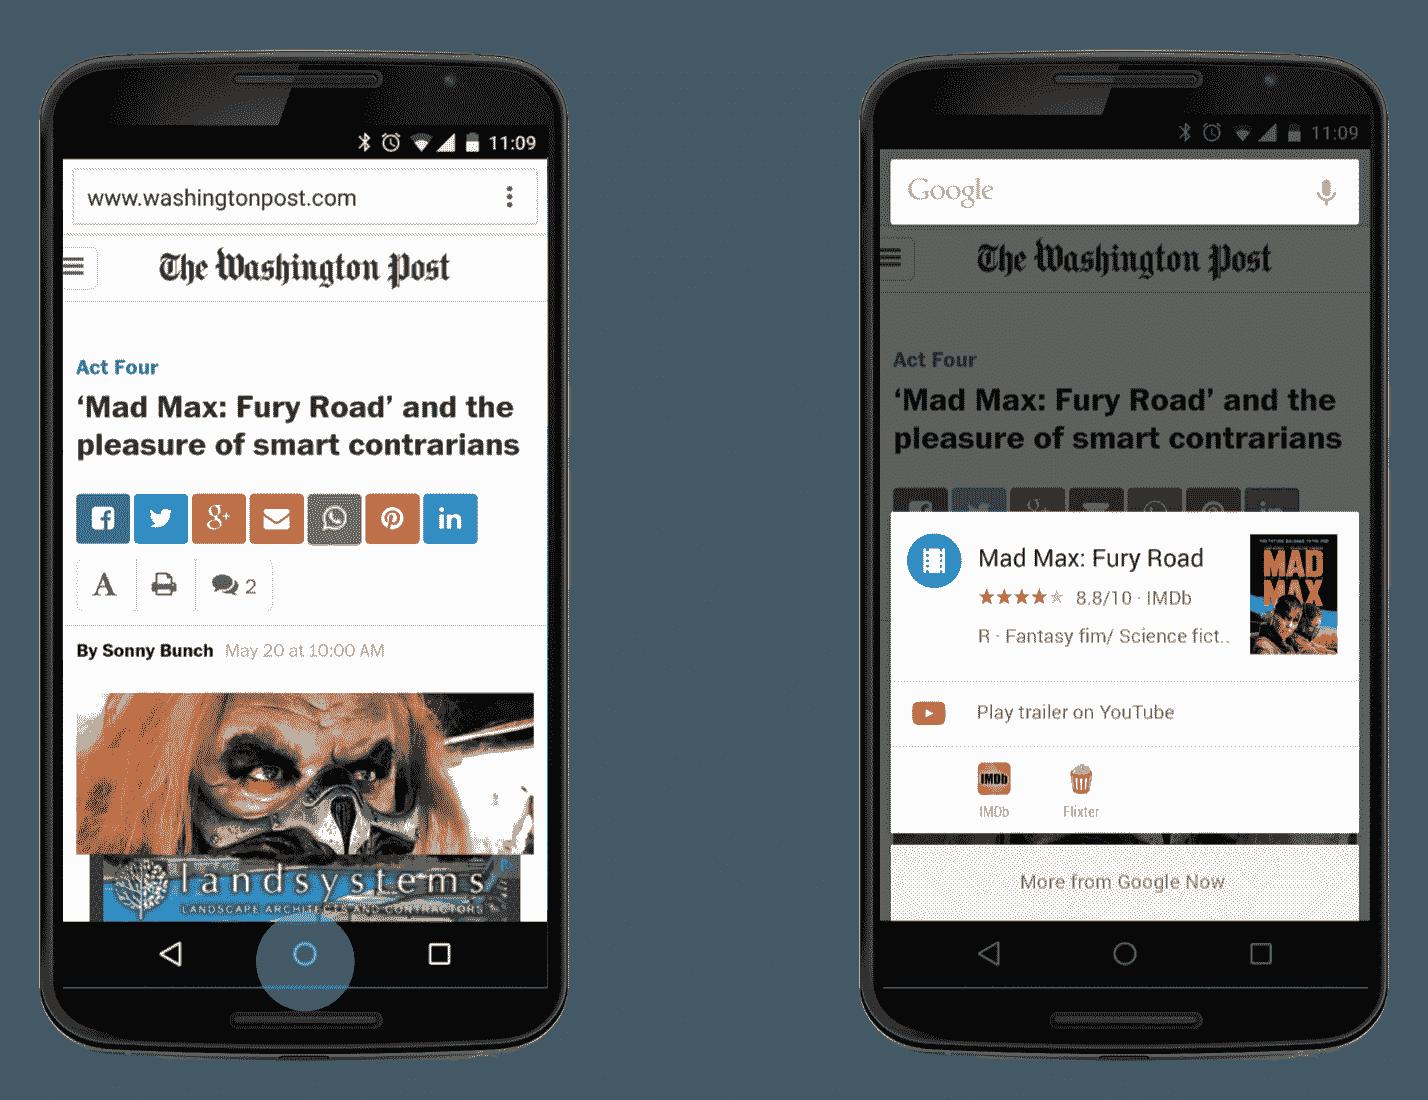 11:09
www.washingtonpost.com
The Washington Post
Act Four
‘Mad Max: Fury Road’ and the
pleasure of smart contrarians
g+
in
A
2
By Sonny Bunch May 20 at 10:00 AM
landsystems
LANDSCAPE ARCHITECTS AND CONTRACTORS
11:09
Google
The Washington Post
Act Four
‘Mad Max: Fury Road’ and the
pleasure of smart contrarians
Mad Max: Fury Road
8.8/10 · IMDb
R · Fantasy fim/ Science fict..
MAD
MAX
Play trailer on YouTube
IMDb
IMDb
Flixter
More from Google Now